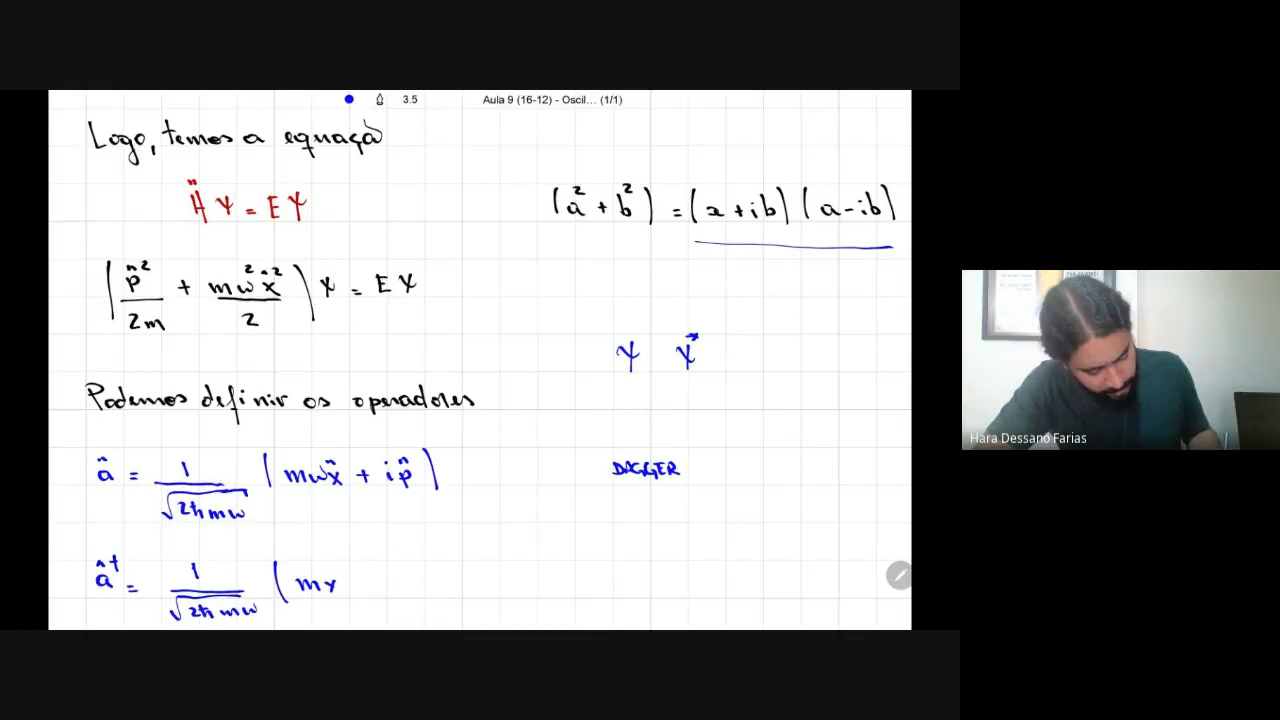 3.5 Aula 9 (16-12) - Oscil... (1/1)
Logo, temos a equação
Ĥ Ψ = E Ψ
(a² + b²) = (a + ib)(a - ib)
(p̂²/2m + mω²x̂²/2) Ψ = E Ψ
Ψ Ψ*
Podemos definir os operadores
â = 1/√2ħmω (mωx̂ + ip̂)
DAGGER
â† = 1/√2ħmω (m
Hara Dessano Farias